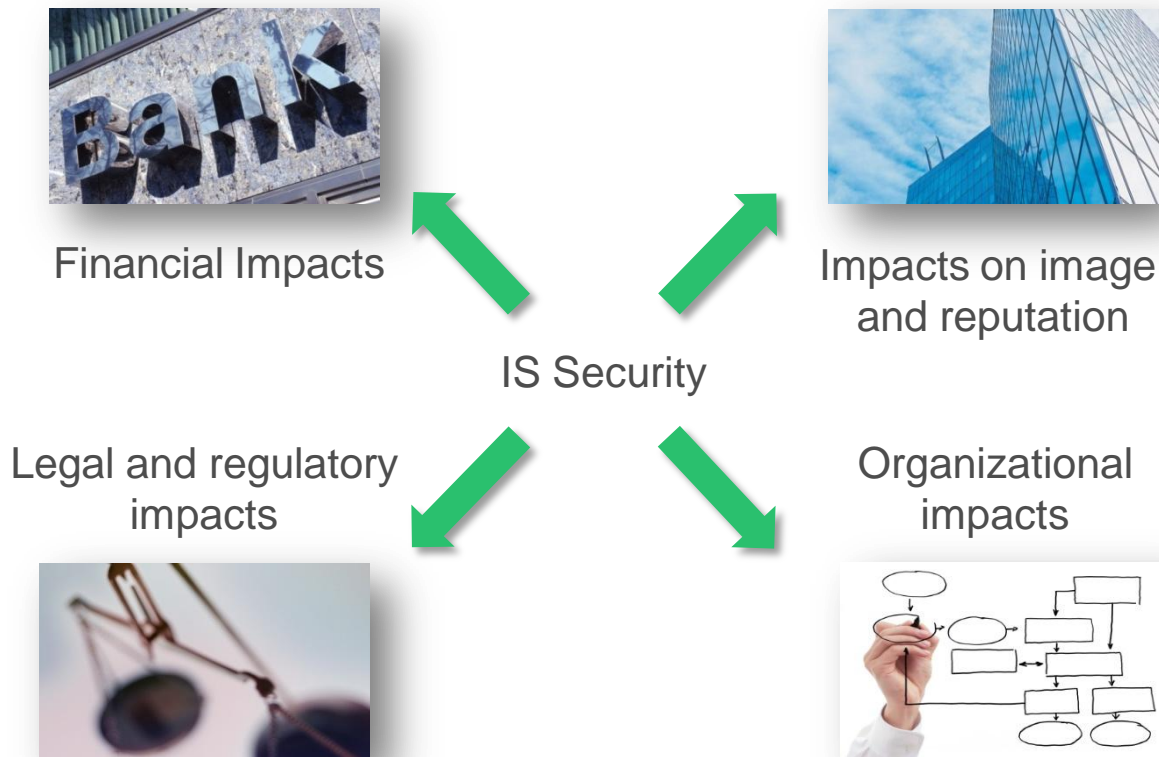 Bank
Financial Impacts
Impacts on image
and reputation
IS Security
Legal and regulatory
impacts
Organizational
impacts